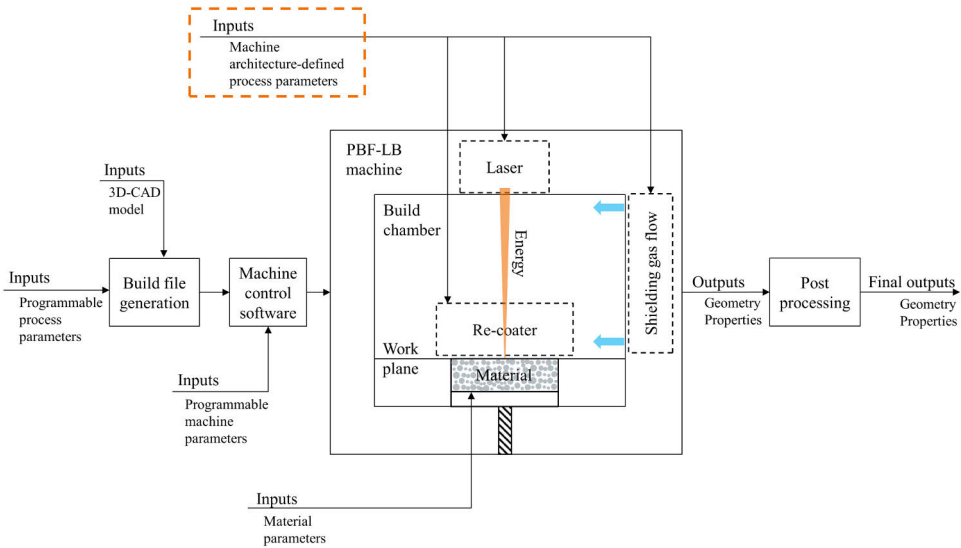 Inputs
Machine
architecture-defined
process parameters
PBF-LB
machine
Laser
Inputs
3D-CAD
model
Build
chamber
Energy
Shielding gas flow
Inputs
Programmable
process
parameters
Build file
generation
Machine
control
software
Re-coater
Outputs
Geometry
Properties
Post
processing
Final outputs
Geometry
Properties
Work
plane
Material
Inputs
Programmable
machine
parameters
Inputs
Material
parameters